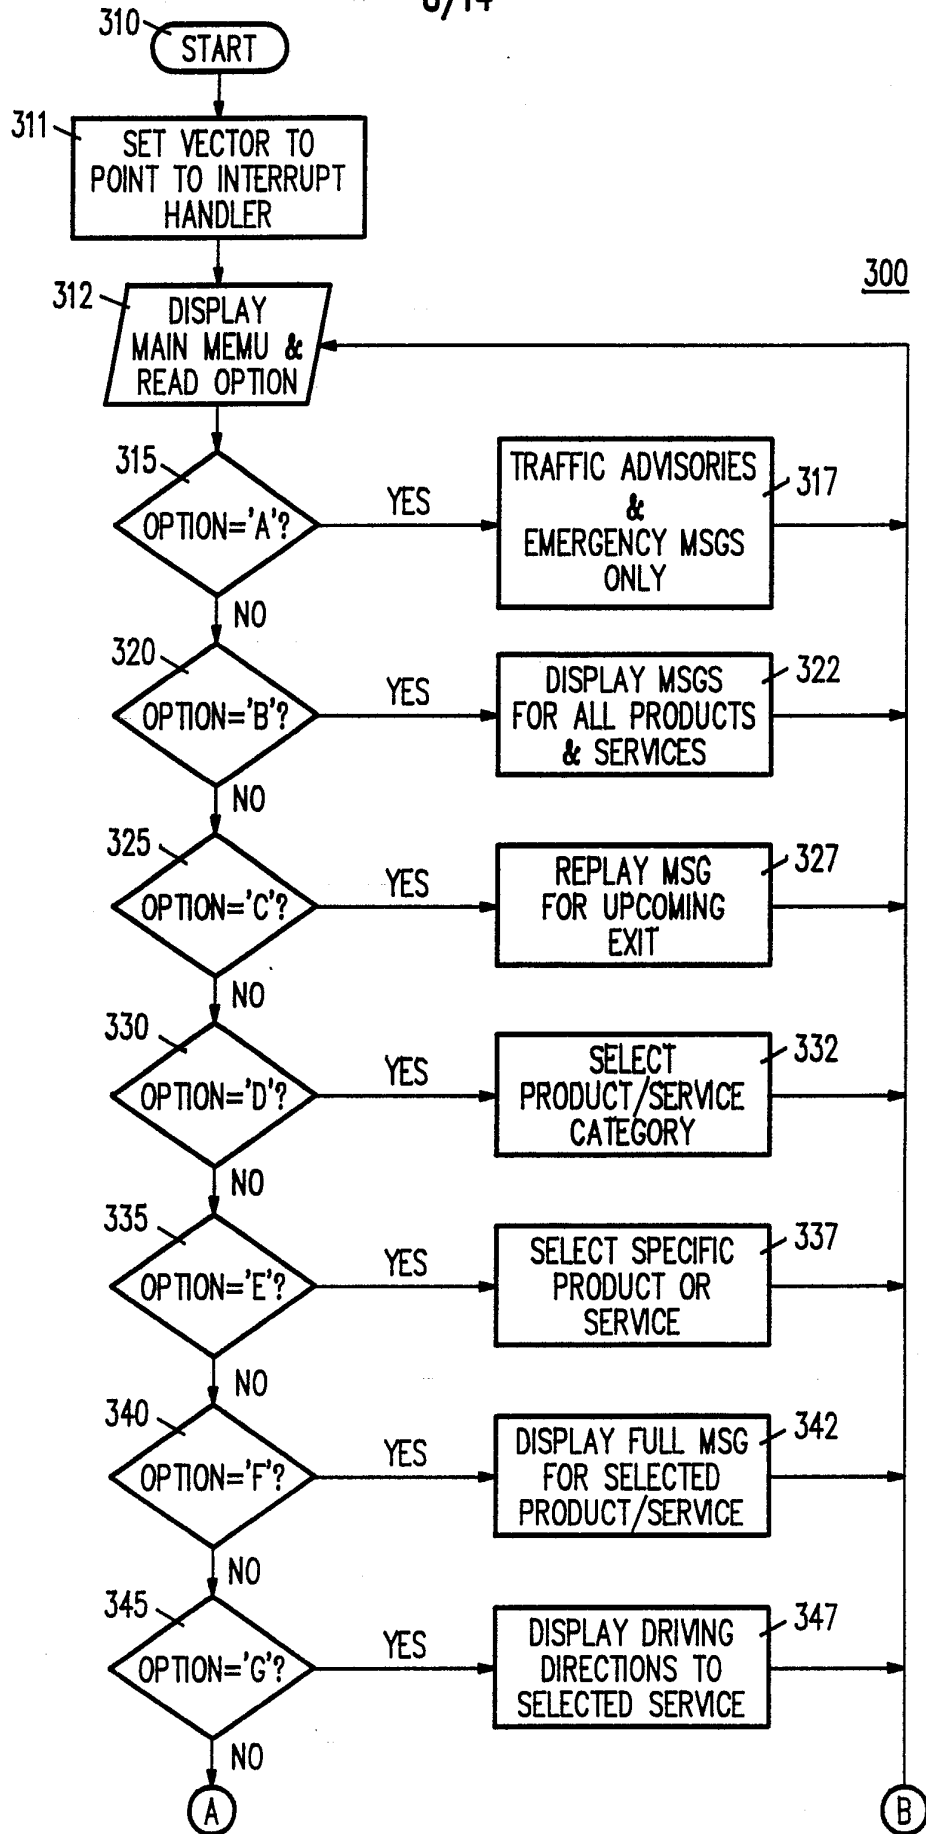 310
START
311
SET VECTOR TO
POINT TO INTERRUPT
HANDLER
300
312
DISPLAY
MAIN MEMU &
READ OPTION
315
OPTION='A'?
YES
TRAFFIC ADVISORIES
&
EMERGENCY MSGS
ONLY
317
NO
320
OPTION='B'?
YES
DISPLAY MSGS
FOR ALL PRODUCTS
& SERVICES
322
NO
325
OPTION='C'?
YES
REPLAY MSG
FOR UPCOMING
EXIT
327
NO
330
OPTION='D'?
YES
SELECT
PRODUCT/SERVICE
CATEGORY
332
NO
335
OPTION='E'?
YES
SELECT SPECIFIC
PRODUCT OR
SERVICE
337
NO
340
OPTION='F'?
YES
DISPLAY FULL MSG
FOR SELECTED
PRODUCT/SERVICE
342
NO
345
OPTION='G'?
YES
DISPLAY DRIVING
DIRECTIONS TO
SELECTED SERVICE
347
NO
A
B